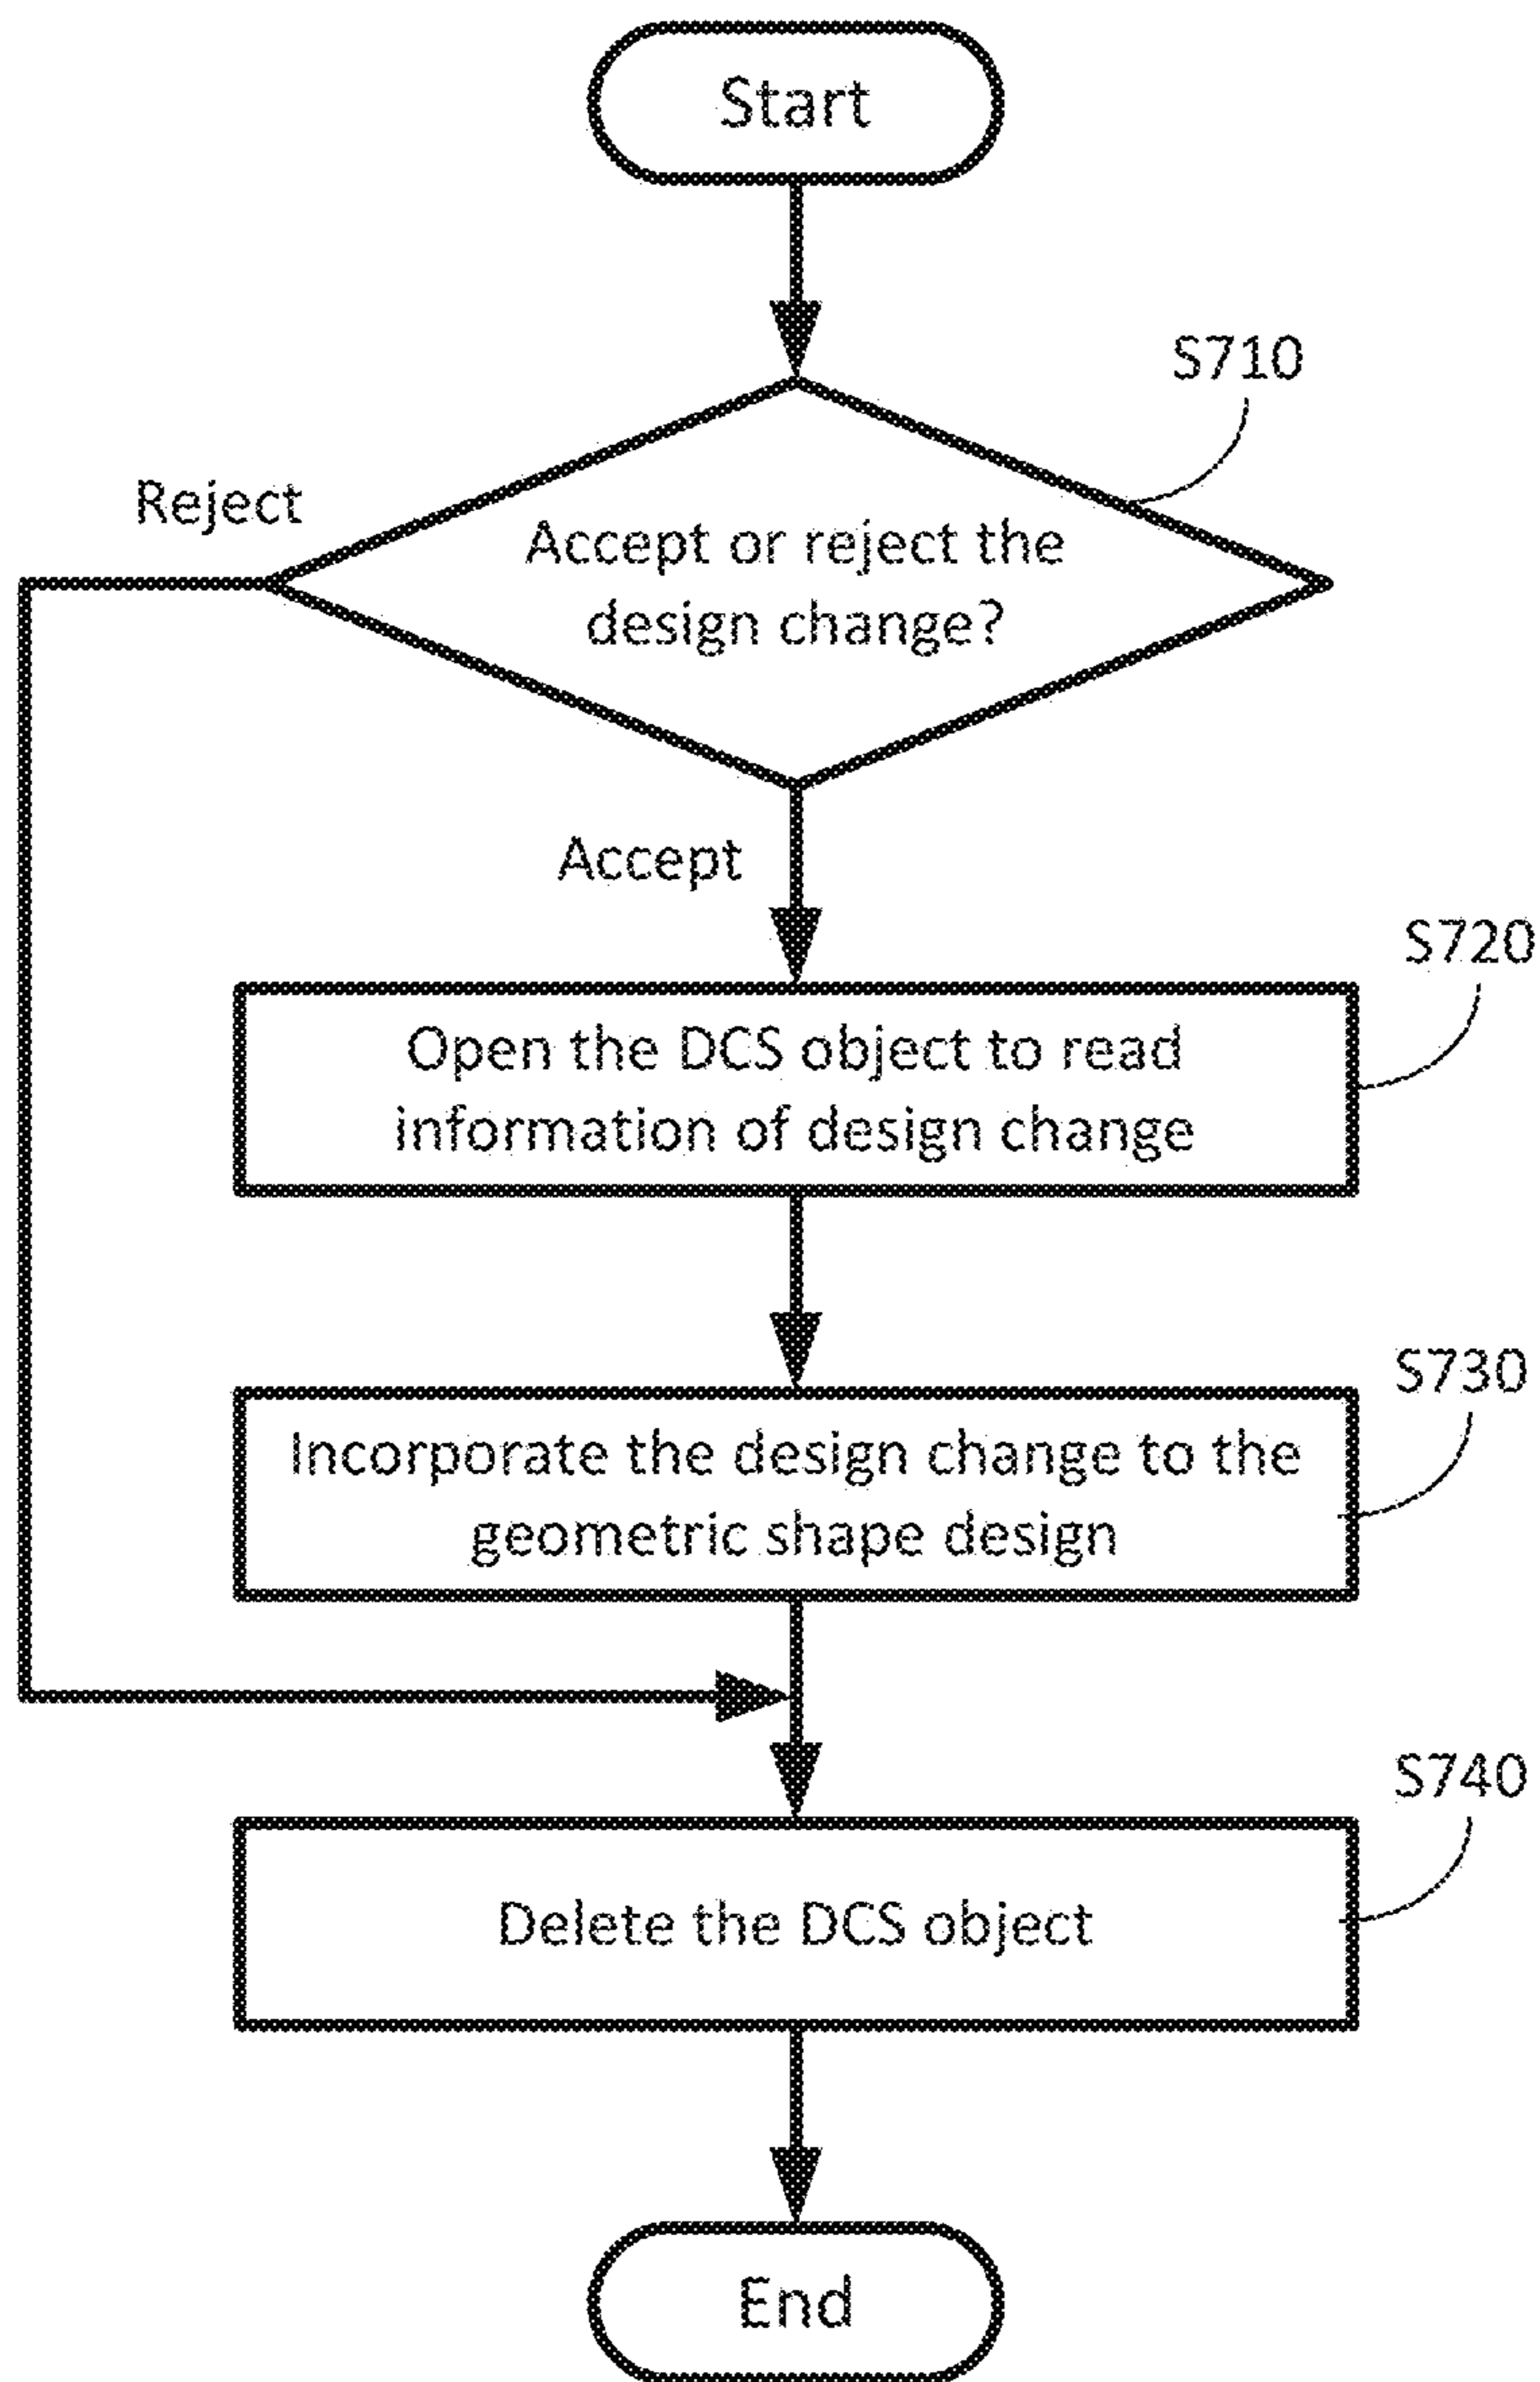 Start
S710
Reject
Accept or reject the
design change?
Accept
S720
Open the DCS object to read
information of design change
S730
Incorporate the design change to the
geometric shape design
S740
Delete the DCS object
End